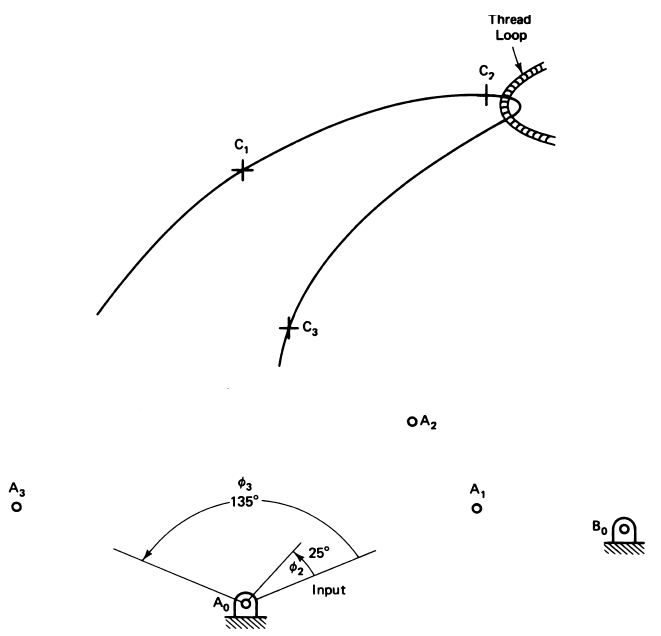 Thread
Loop
C₂
C₁
C₃
A₂
A₃
ϕ₃
135°
A₁
B₀
25°
ϕ₂
Input
A₀